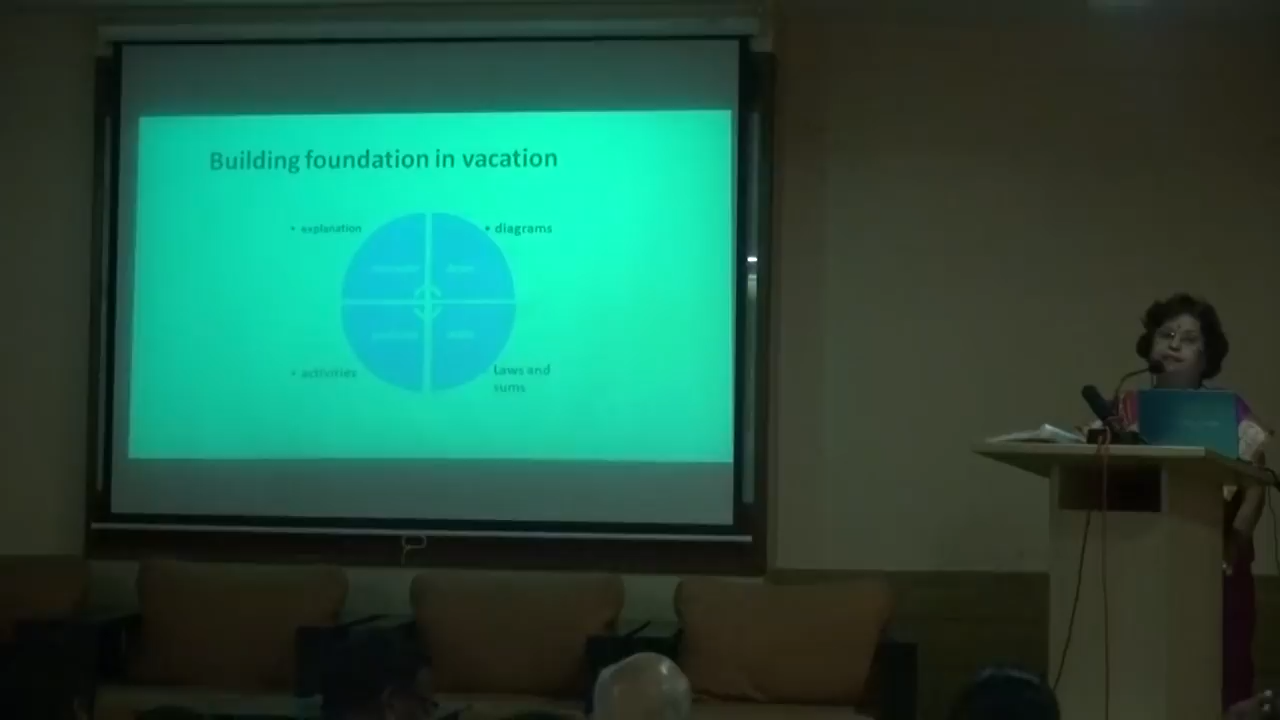 Building foundation in vacation
• explanation
• diagrams
• activities
Laws and
sums